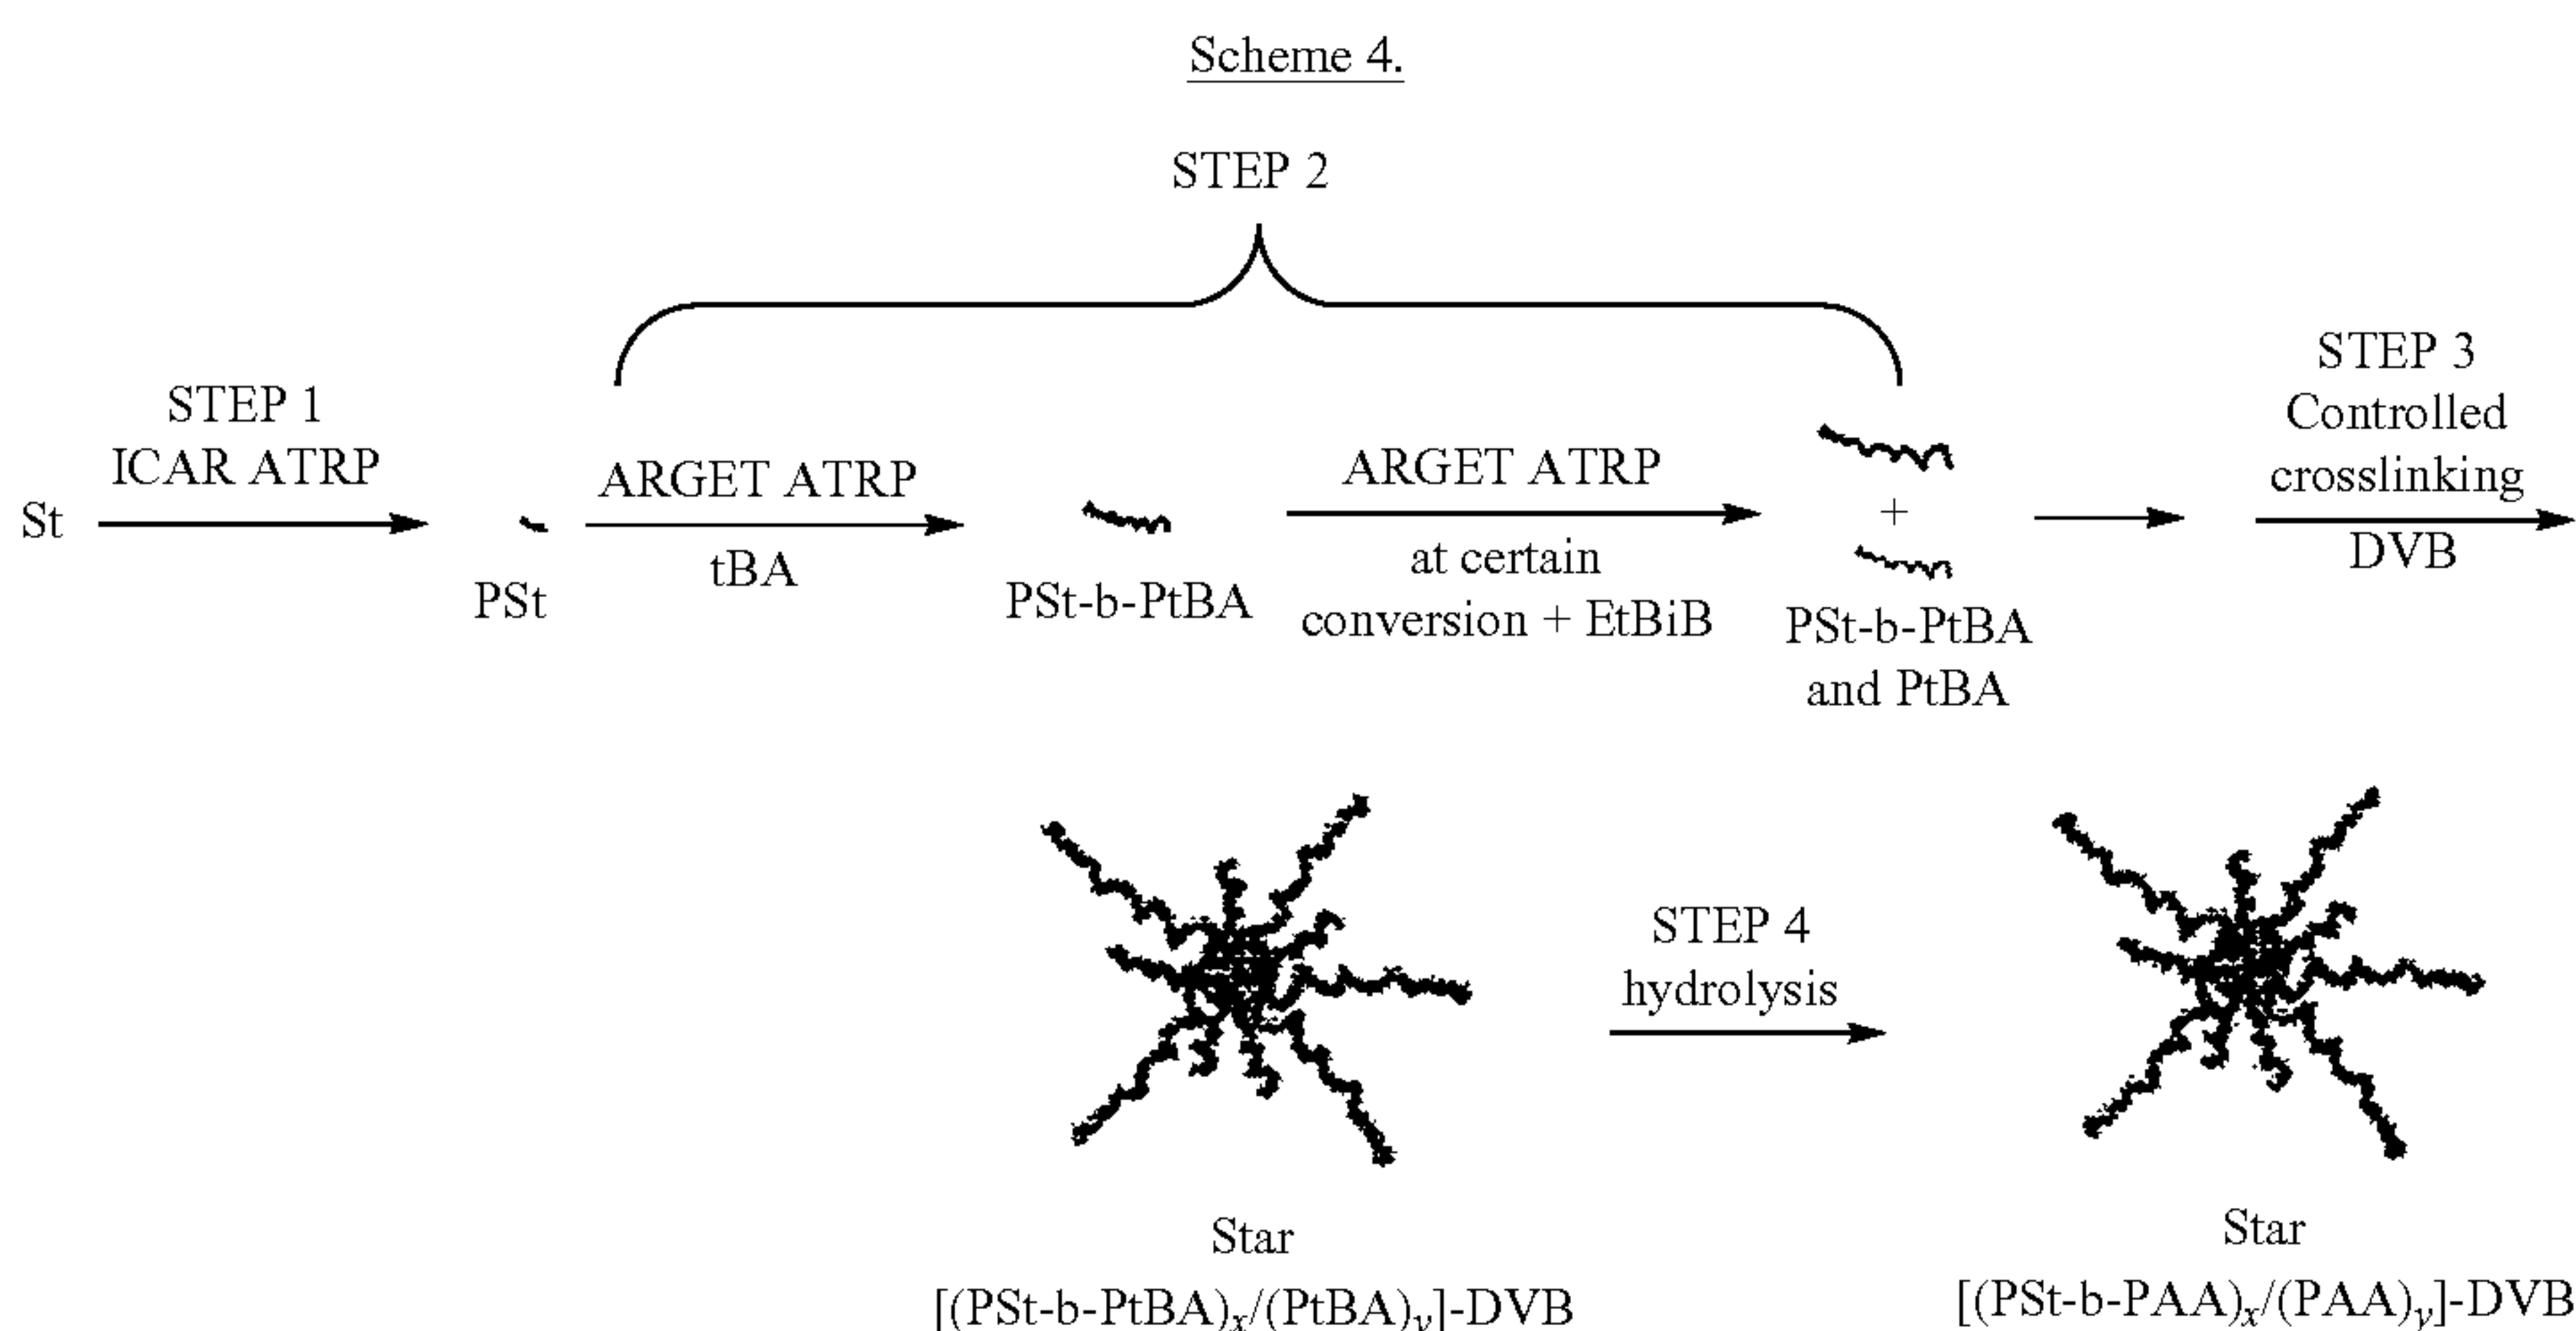 Scheme 4.
STEP 2
STEP 1
ICAR ATRP
St
PSt
ARGET ATRP
tBA
PSt-b-PtBA
ARGET ATRP
at certain
conversion + EtBiB
+
PSt-b-PtBA
and PtBA
STEP 3
Controlled
crosslinking
DVB
Star
[(PSt-b-PtBA)x/(PtBA)y]-DVB
STEP 4
hydrolysis
Star
[(PSt-b-PAA)x/(PAA)y]-DVB